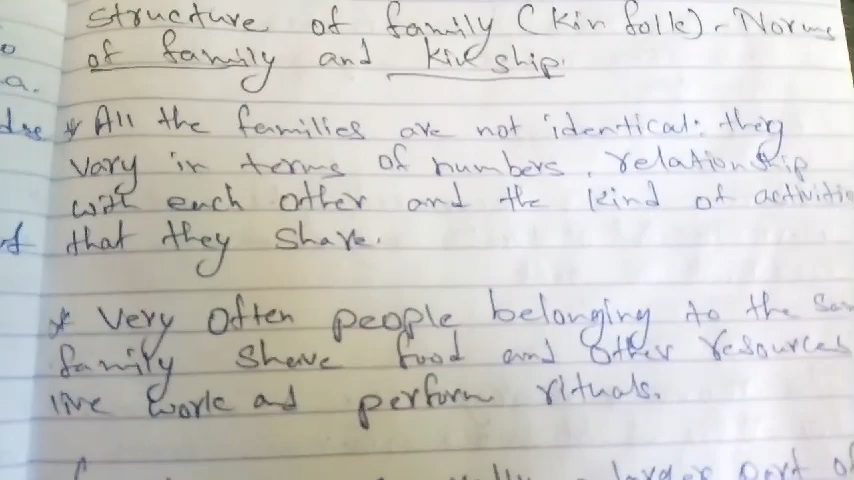 structure of family (kin folk) - Norms
of family and kinship.
* All the families are not identical: they
vary in terms of numbers, relationship
with each other and the kind of activitie
that they share.
* Very Often people belonging to the Sam
family share food and other resources
live work and perform rituals.
larger part of